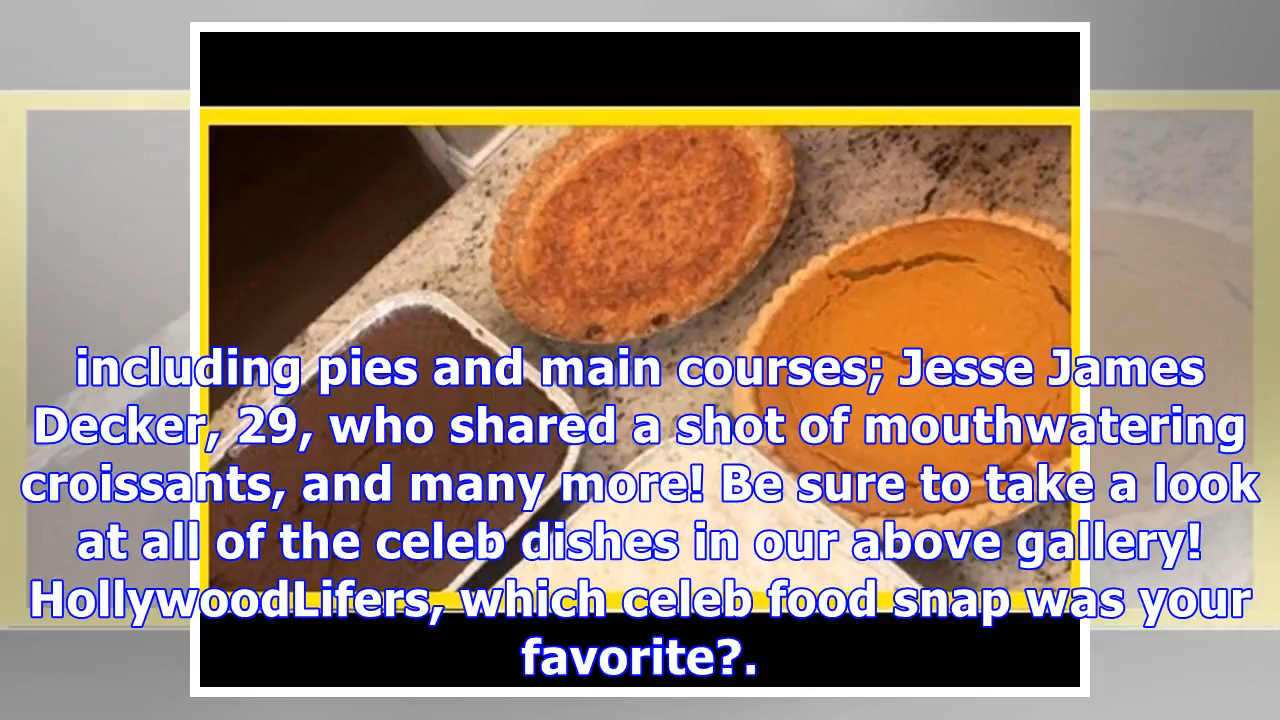 including pies and main courses; Jesse James
Decker, 29, who shared a shot of mouthwatering
croissants, and many more! Be sure to take a look
at all of the celeb dishes in our above gallery!
HollywoodLifers, which celeb food snap was your
favorite?.